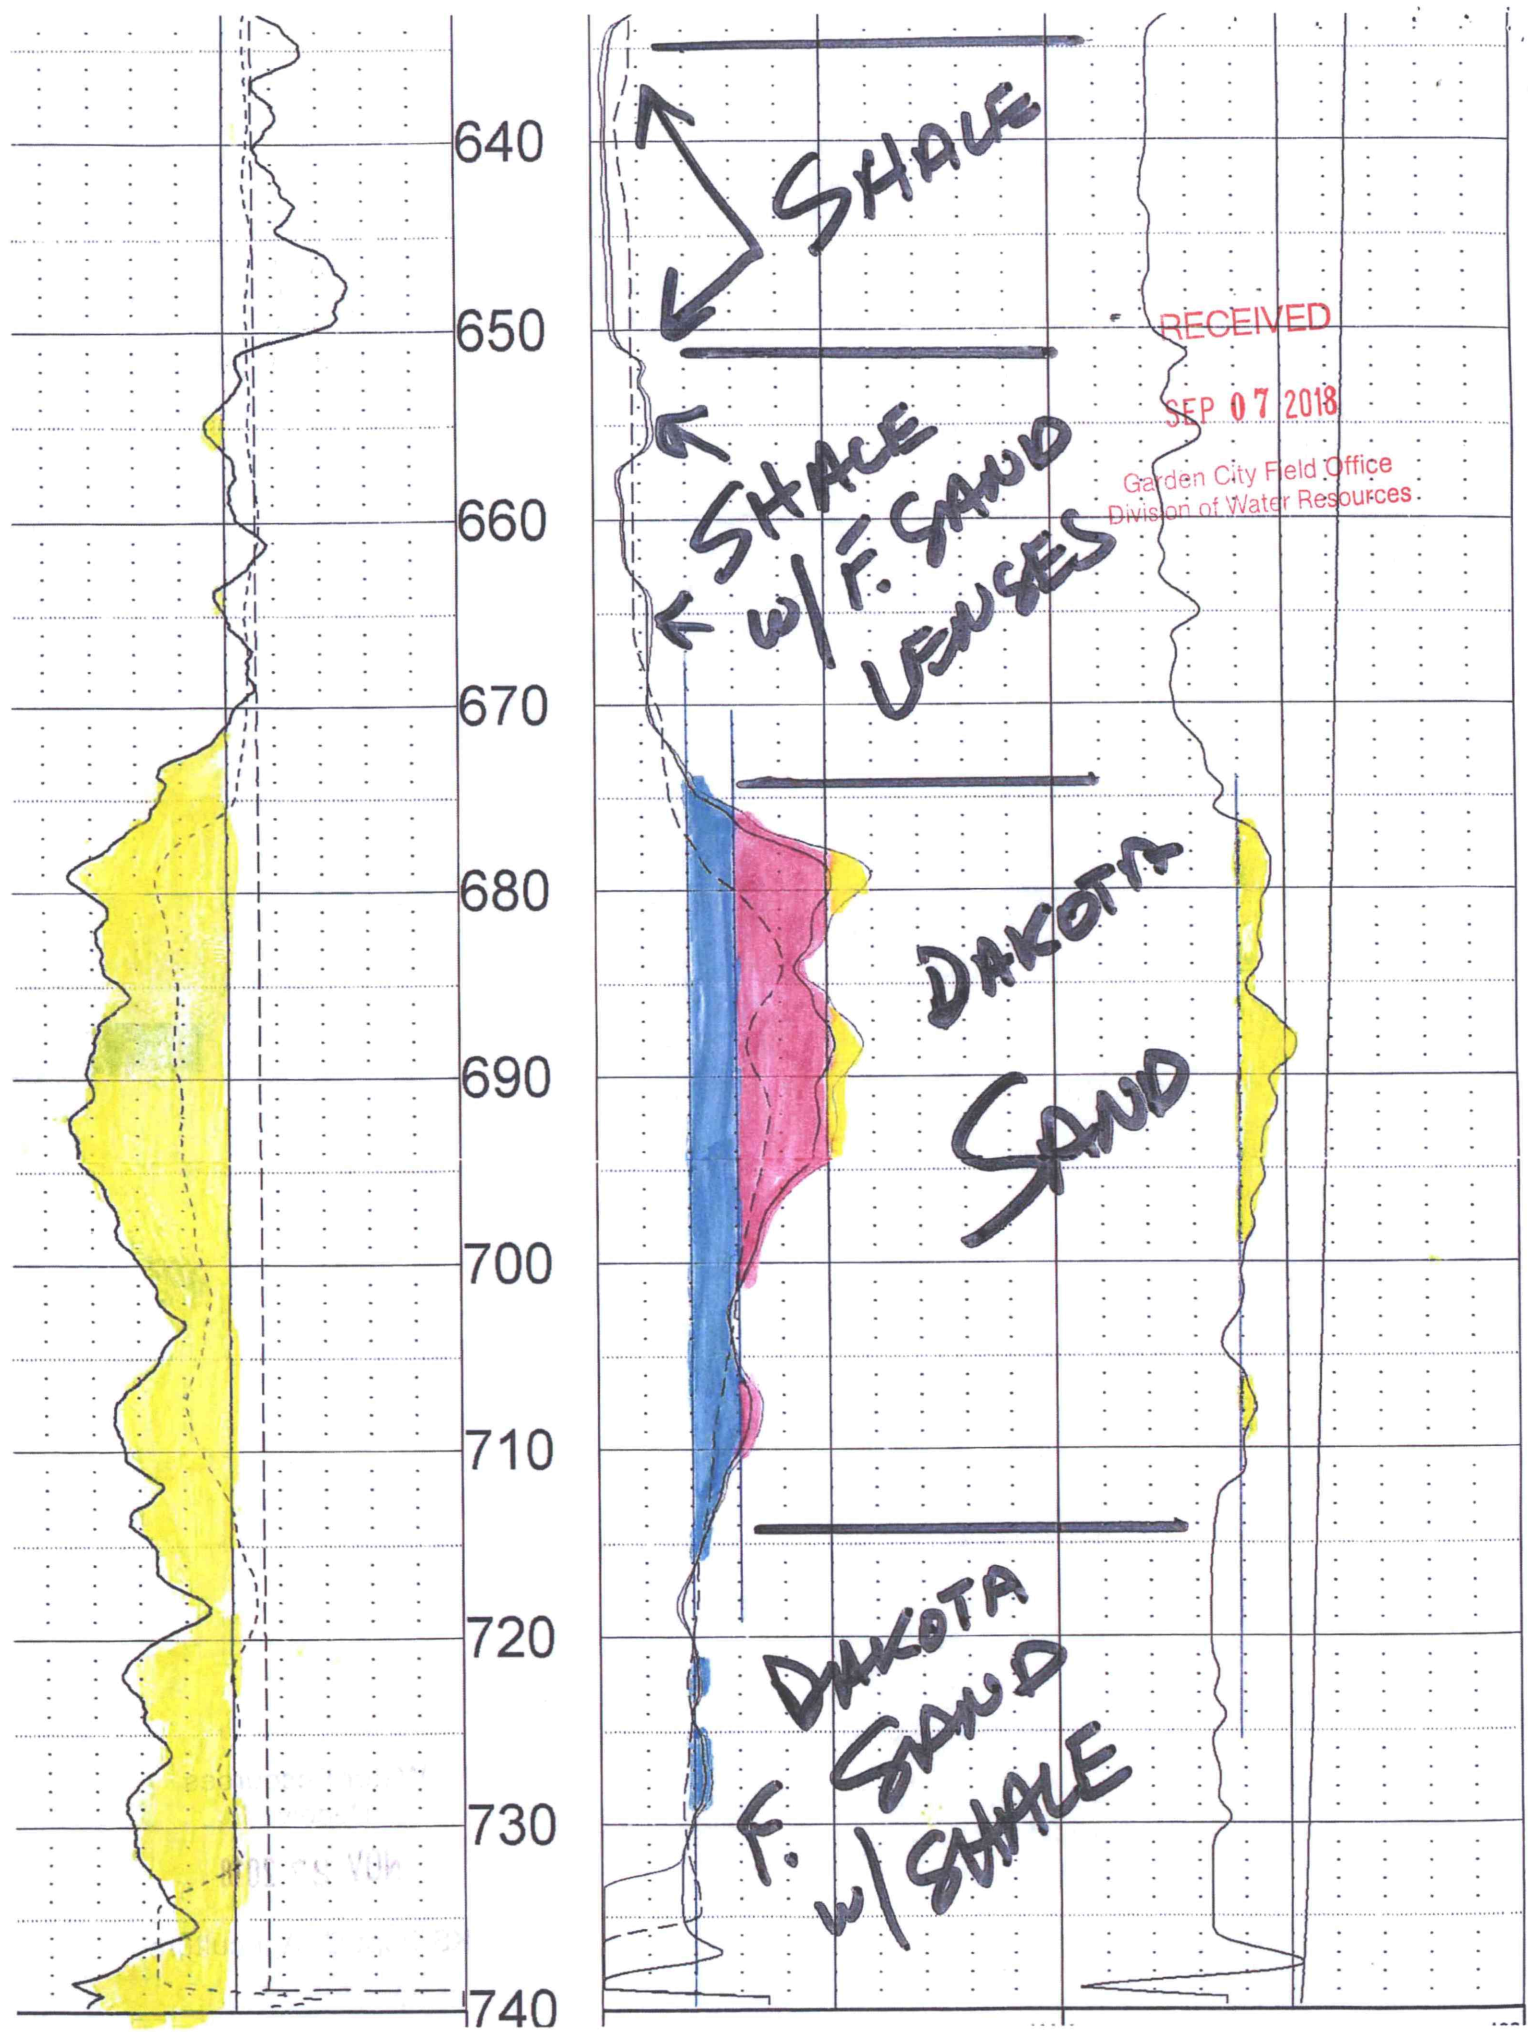 640
SHALE
650
RECEIVED
SEP 07 2018
Garden City Field Office
Division of Water Resources
SHALE
w/ F. SAND
LENSES
660
670
DAKOTA
SAND
680
690
700
710
720
DAKOTA
F. SAND
w/ SHALE
730
NOV
740